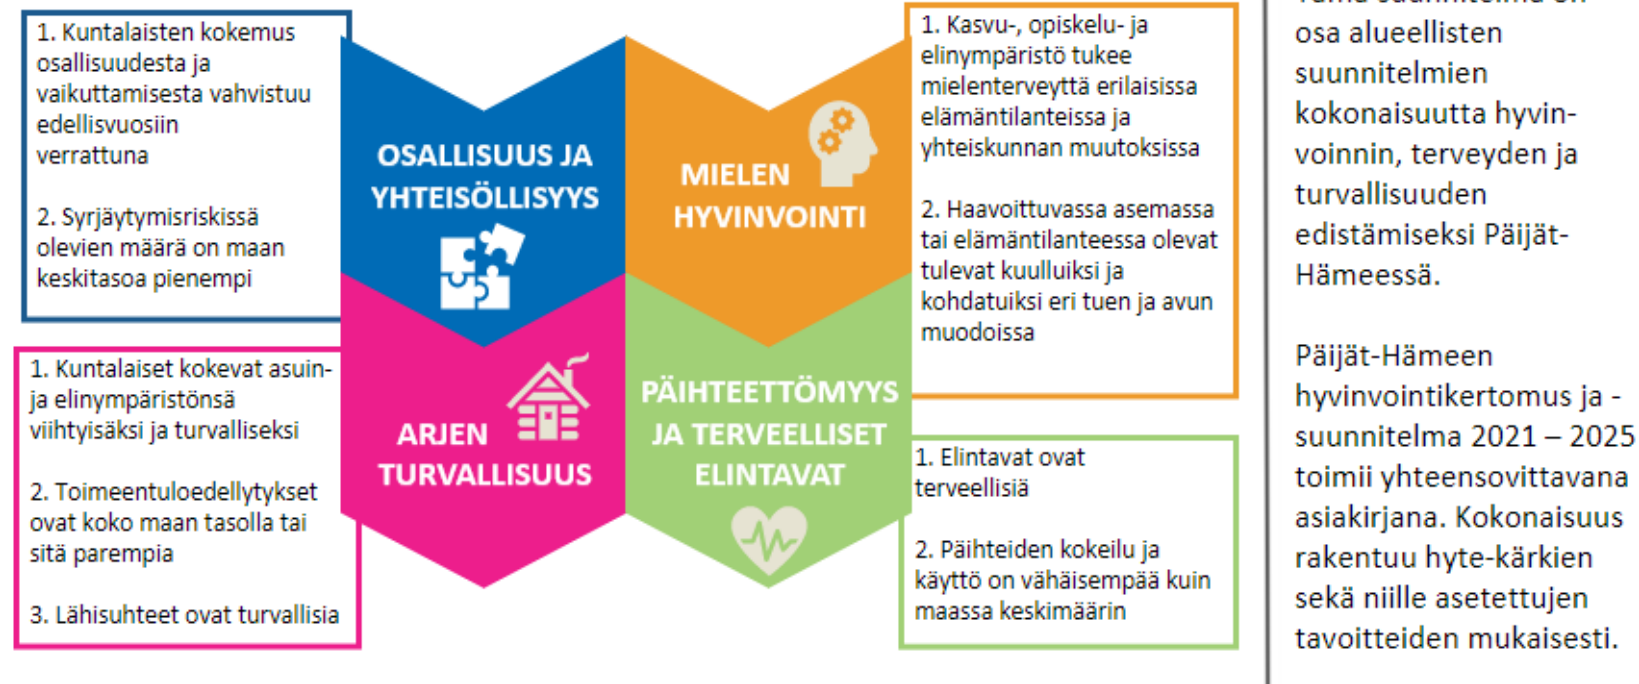 1. Kuntalaisten kokemus
osallisuudesta ja
vaikuttamisesta vahvistuu
edellisvuosiin
verrattuna
2. Syrjäytymisriskissä
olevien määrä on maan
keskitasoa pienempi
OSALLISUUS JA
YHTEISÖLLISYYS
MIELEN
HYVINVOINTI
1. Kasvu-, opiskelu- ja
elinympäristö tukee
mielenterveyttä erilaisissa
elämäntilanteissa ja
yhteiskunnan muutoksissa
2. Haavoittuvassa asemassa
tai elämäntilanteessa olevat
tulevat kuulluiksi ja
kohdatuiksi eri tuen ja avun
muodoissa
1. Kuntalaiset kokevat asuin-
ja elinympäristönsä
viihtyisäksi ja turvalliseksi
2. Toimeentuloedellytykset
ovat koko maan tasolla tai
sitä parempia
3. Lähisuhteet ovat turvallisia
ARJEN
TURVALLISUUS
PÄIHTEETTÖMYYS
JA TERVEELLISET
ELINTAVAT
1. Elintavat ovat
terveellisiä
2. Päihteiden kokeilu ja
käyttö on vähäisempää kuin
maassa keskimäärin
Tämä suunnitelma on
osa alueellisten
suunnitelmien
kokonaisuutta hyvin-
voinnin, terveyden ja
turvallisuuden
edistämiseksi Päijät-
Hämeessä.
Päijät-Hämeen
hyvinvointikertomus ja -
suunnitelma 2021 – 2025
toimii yhteensovittavana
asiakirjana. Kokonaisuus
rakentuu hyte-kärkien
sekä niille asetettujen
tavoitteiden mukaisesti.